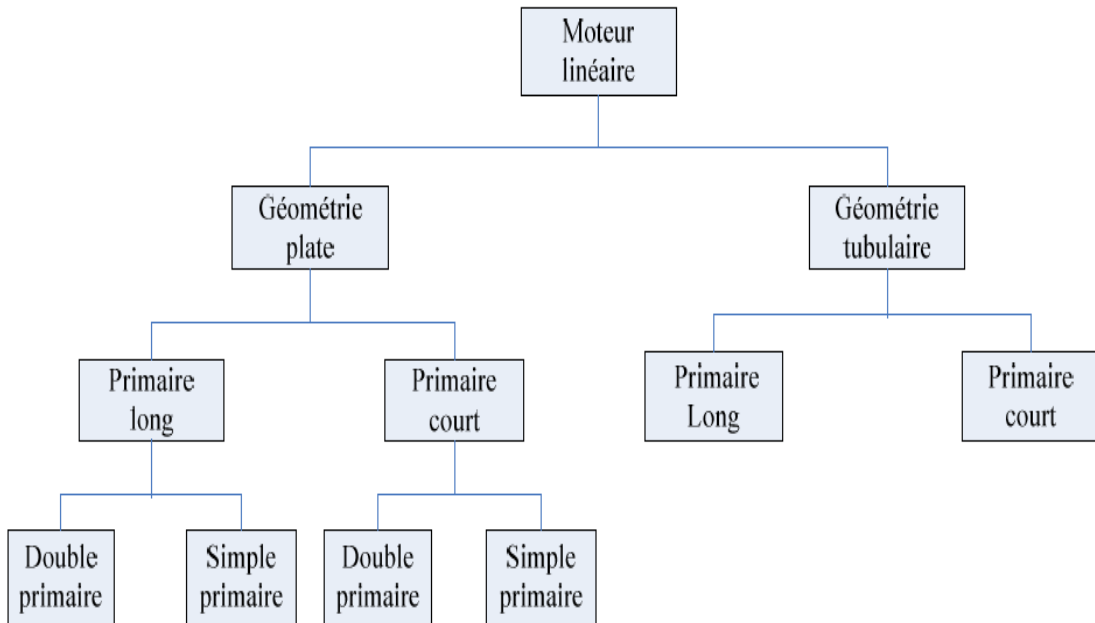 Moteur
linéaire
Géométrie
plate
Géométrie
tubulaire
Primaire
long
Primaire
court
Primaire
Long
Primaire
court
Double
primaire
Simple
primaire
Double
primaire
Simple
primaire